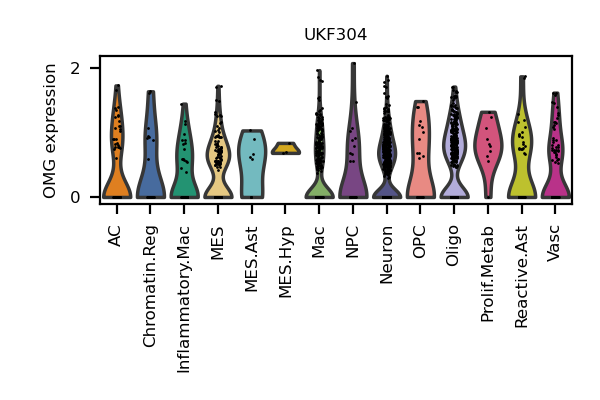 UKF304
OMG expression
2
0
AC
Chromatin.Reg
Inflammatory.Mac
MES
MES.Ast
MES.Hyp
Mac
NPC
Neuron
OPC
Oligo
Prolif.Metab
Reactive.Ast
Vasc